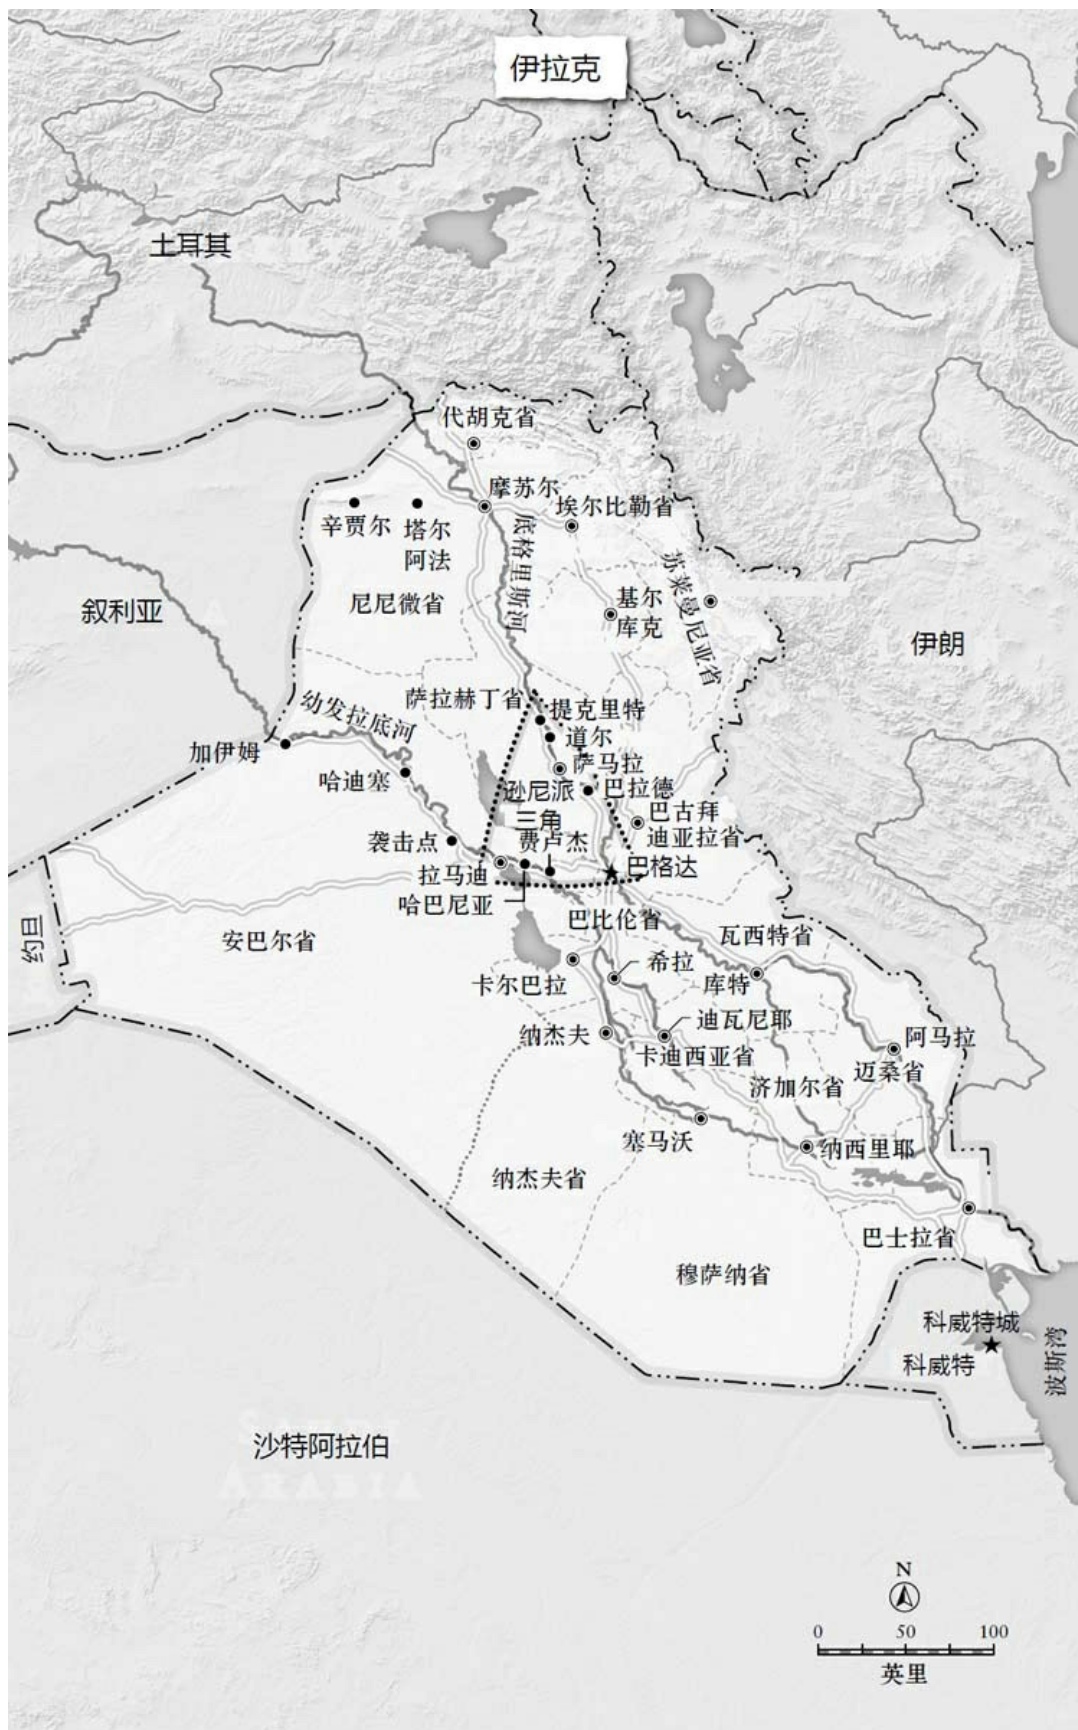 伊拉克
土耳其
代胡克省
摩苏尔
埃尔比勒省
辛贾尔
塔尔
阿法
底格里斯河
苏莱曼尼亚省
尼尼微省
基尔
库克
叙利亚
伊朗
萨拉赫丁省
提克里特
幼发拉底河
道尔
加伊姆
萨马拉
哈迪塞
逊尼派
三角
巴拉德
巴古拜
迪亚拉省
袭击点
费卢杰
拉马迪
巴格达
哈巴尼亚
巴比伦省
约旦
安巴尔省
瓦西特省
希拉
卡尔巴拉
库特
纳杰夫
迪瓦尼耶
阿马拉
卡迪西亚省
迈桑省
济加尔省
塞马沃
纳西里耶
纳杰夫省
巴士拉省
穆萨纳省
科威特城
科威特
波斯湾
沙特阿拉伯
SAUDI
ARABIA
N
0 50 100
英里